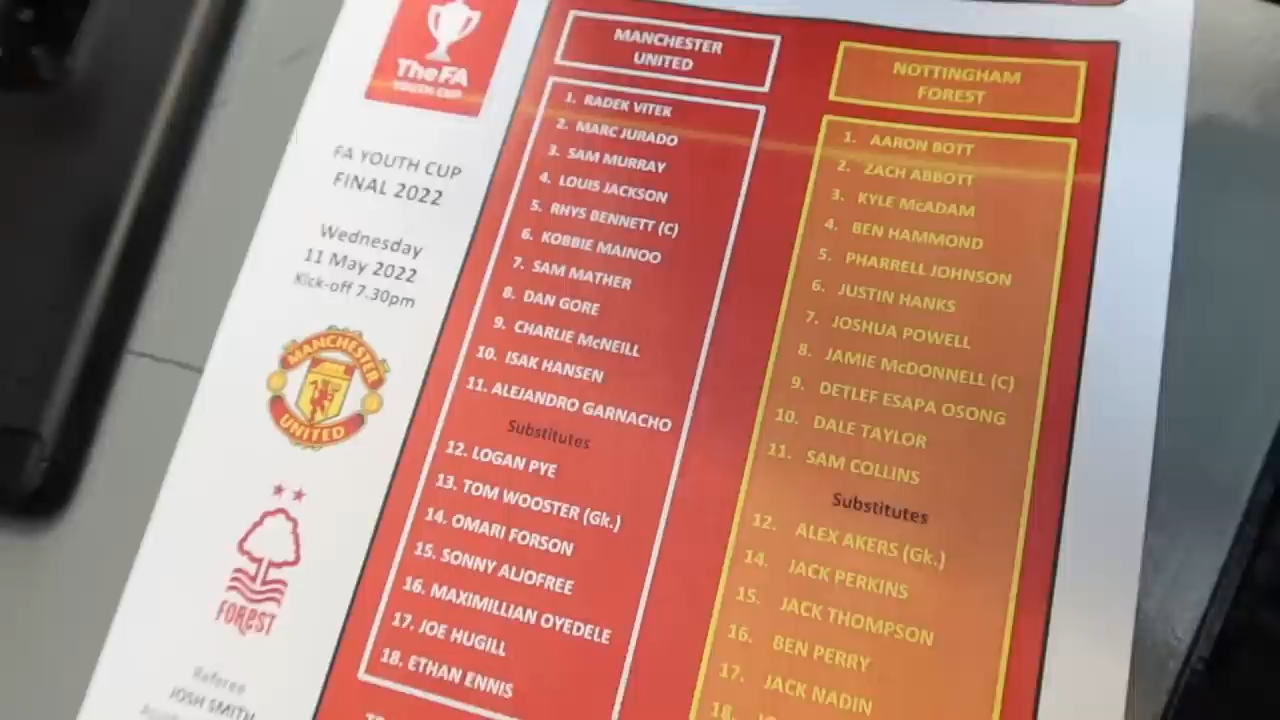 TheFA
YOUTH CUP
FA YOUTH CUP
FINAL 2022
Wednesday
11 May 2022
Kick-off 7.30pm
MANCHESTER
UNITED
FOREST
Referee
JOSH SMITH
MANCHESTER
UNITED
1. RADEK VITEK
2. MARC JURADO
3. SAM MURRAY
4. LOUIS JACKSON
5. RHYS BENNETT (C)
6. KOBBIE MAINOO
7. SAM MATHER
8. DAN GORE
9. CHARLIE McNEILL
10. ISAK HANSEN
11. ALEJANDRO GARNACHO
Substitutes
12. LOGAN PYE
13. TOM WOOSTER (Gk.)
14. OMARI FORSON
15. SONNY ALJOFREE
16. MAXIMILLIAN OYEDELE
17. JOE HUGILL
18. ETHAN ENNIS
NOTTINGHAM
FOREST
1. AARON BOTT
2. ZACH ABBOTT
3. KYLE McADAM
4. BEN HAMMOND
5. PHARRELL JOHNSON
6. JUSTIN HANKS
7. JOSHUA POWELL
8. JAMIE McDONNELL (C)
9. DETLEF ESAPA OSONG
10. DALE TAYLOR
11. SAM COLLINS
Substitutes
12. ALEX AKERS (Gk.)
14. JACK PERKINS
15. JACK THOMPSON
16. BEN PERRY
17. JACK NADIN
18.